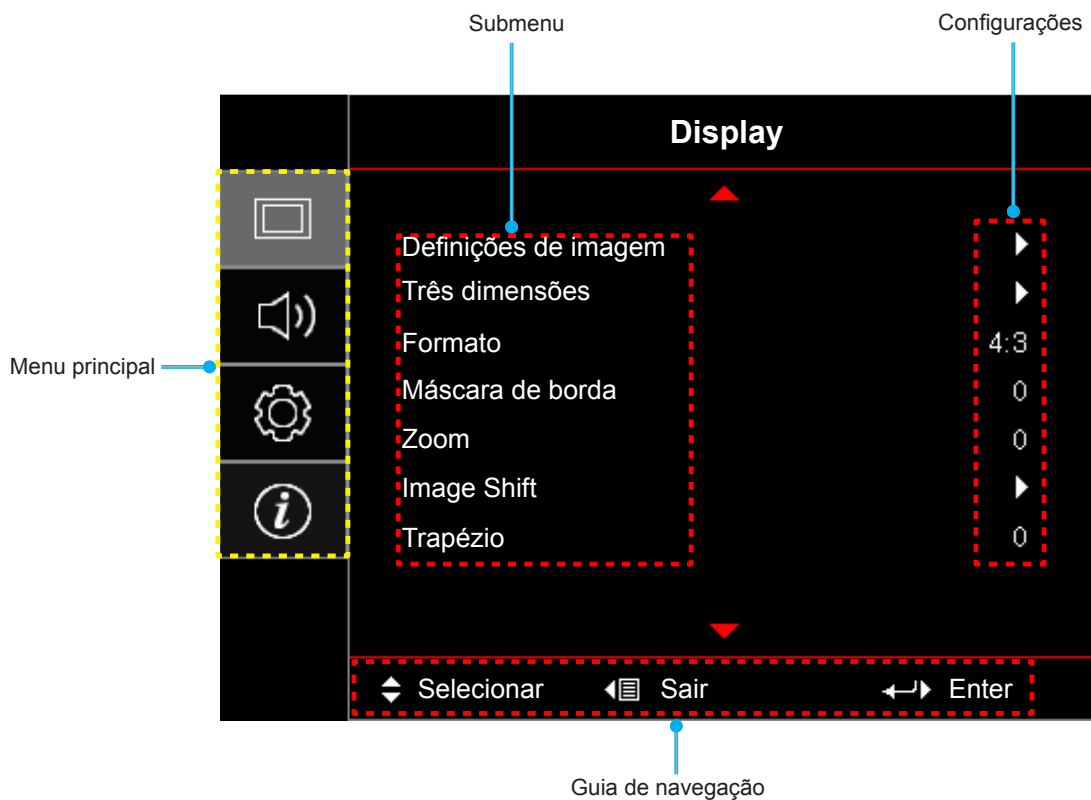 Submenu
Configurações
Display
Definições de imagem
Três dimensões
Formato 4:3
Máscara de borda 0
Zoom 0
Image Shift
Trapézio 0
Menu principal
Selecionar Sair Enter
Guia de navegação